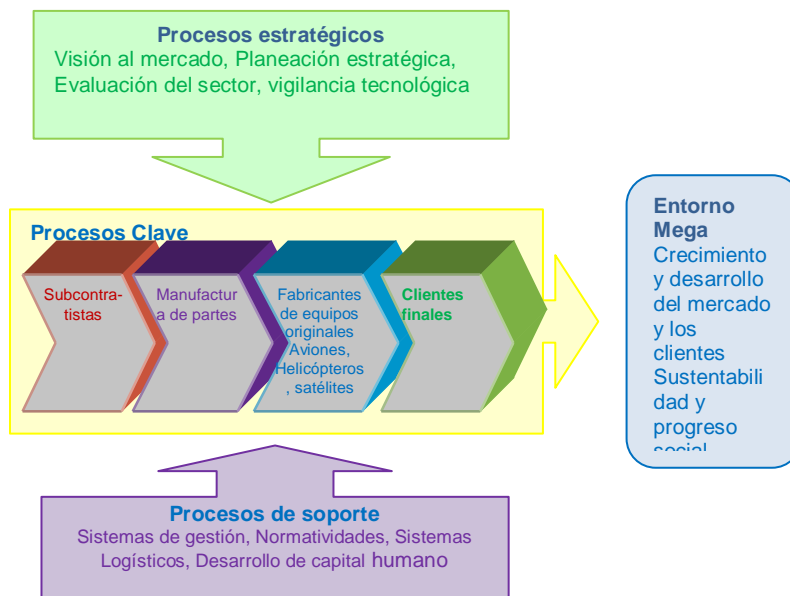 Procesos estratégicos
Visión al mercado, Planeación estratégica,
Evaluación del sector, vigilancia tecnológica
Procesos Clave
Subcontra-
tistas
Manufactur
a de partes
Fabricantes
de equipos
originales
Aviones,
Helicópteros
, satélites
Clientes
finales
Entorno
Mega
Crecimiento
y desarrollo
del mercado
y los
clientes
Sustentabili
dad y
progreso
social
Procesos de soporte
Sistemas de gestión, Normatividades, Sistemas
Logísticos, Desarrollo de capital humano